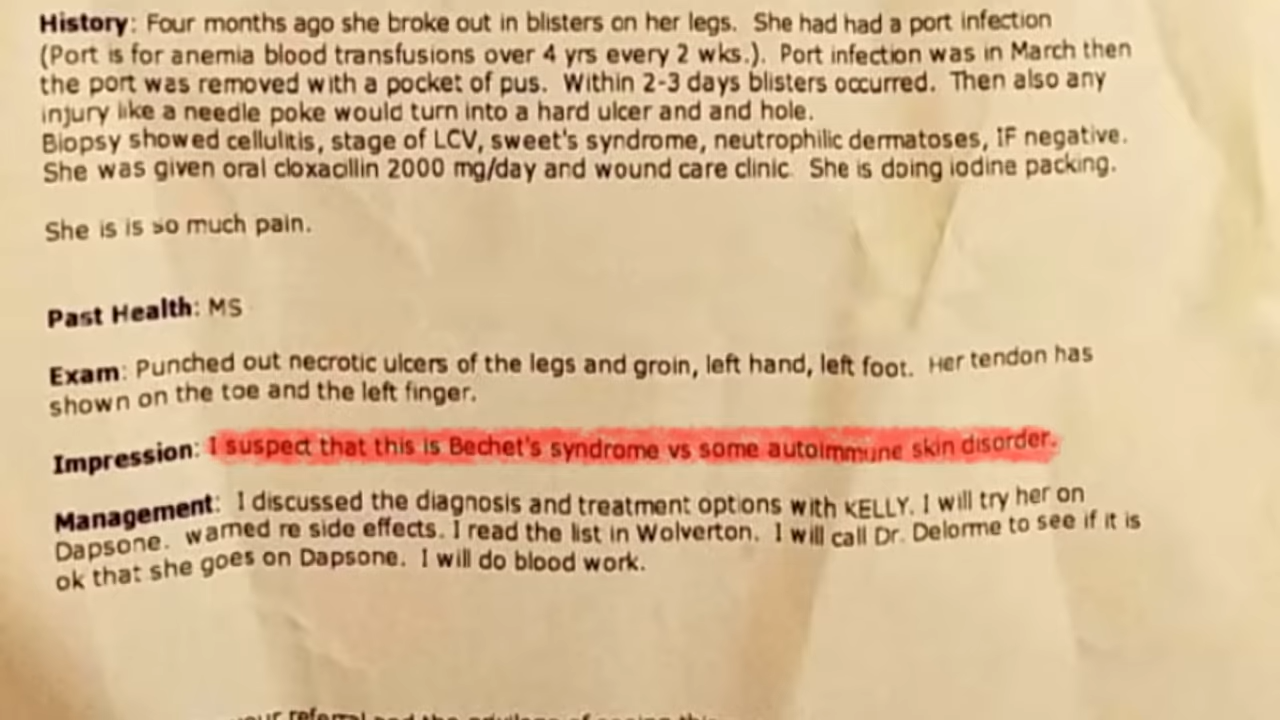 History: Four months ago she broke out in blisters on her legs. She had had a port infection
(Port is for anemia blood transfusions over 4 yrs every 2 wks.). Port infection was in March then
the port was removed with a pocket of pus. Within 2-3 days blisters occurred. Then also any
injury like a needle poke would turn into a hard ulcer and and hole.
Biopsy showed cellulitis, stage of LCV, sweet's syndrome, neutrophilic dermatoses, IF negative.
She was given oral cloxacillin 2000 mg/day and wound care clinic. She is doing iodine packing.
She is is so much pain.
Past Health: MS
Exam: Punched out necrotic ulcers of the legs and groin, left hand, left foot. Her tendon has
shown on the toe and the left finger.
Impression: I suspect that this is Bechet's syndrome vs some autoimmune skin disorder.
Management: I discussed the diagnosis and treatment options with KELLY. I will try her on
Dapsone. warned re side effects. I read the list in Wolverton. I will call Dr. Delorme to see if it is
ok that she goes on Dapsone. I will do blood work.
your referral and the privilege of seeing this